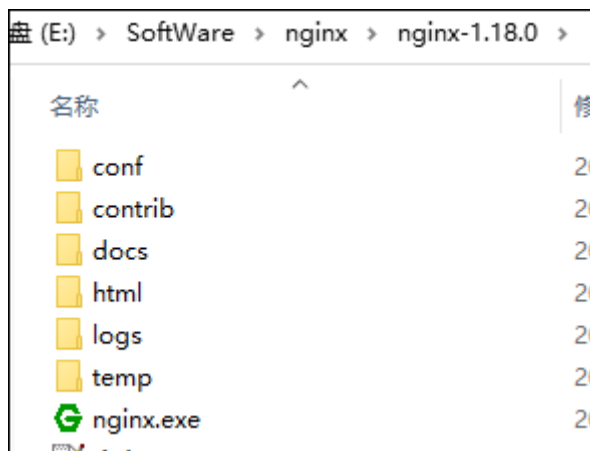 盘 (E:) > SoftWare > nginx > nginx-1.18.0 >
名称
conf
contrib
docs
html
logs
temp
nginx.exe